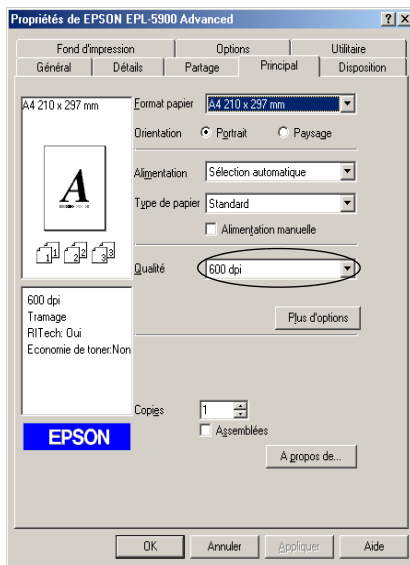 Propriétés de EPSON EPL-5900 Advanced
Fond d'impression Options Utilitaire
Général Détails Partage Principal Disposition
A4 210 x 297 mm
A
1 1 2 2 3 3
600 dpi
Tramage
RITech: Oui
Economie de toner:Non
EPSON
Format papier A4 210 x 297 mm
Orientation Portrait Paysage
Alimentation Sélection automatique
Type de papier Standard
Alimentation manuelle
Qualité 600 dpi
Plus d'options
Copies 1
Assemblées
A propos de...
OK Annuler Appliquer Aide